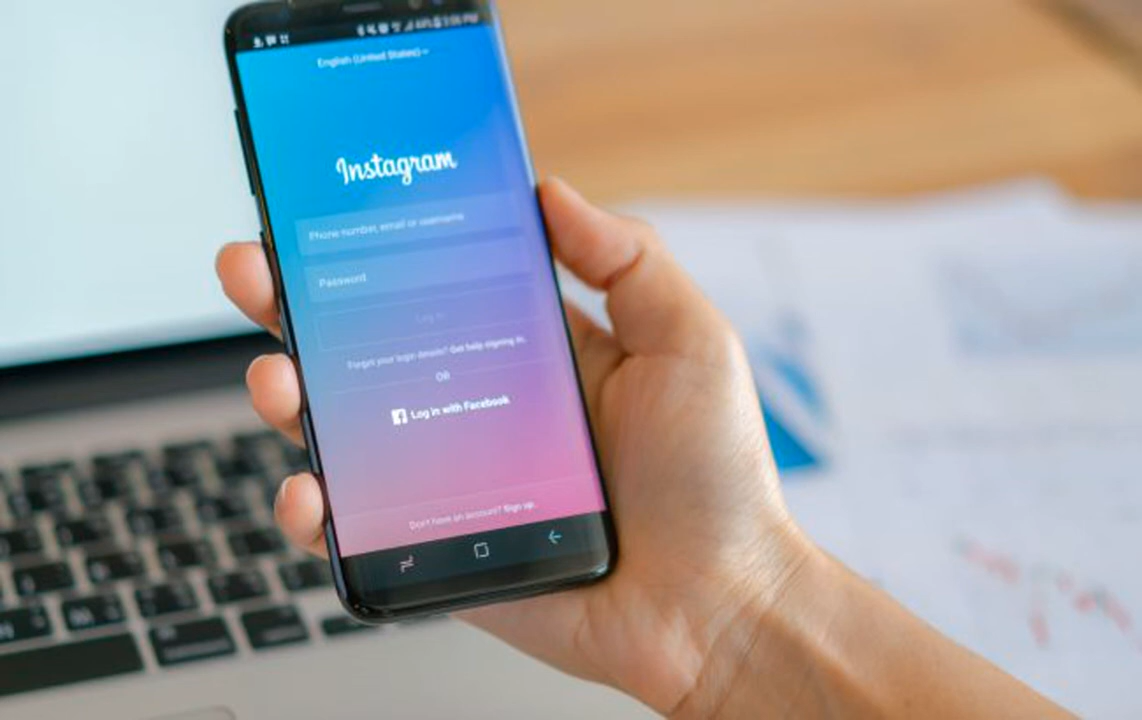 English (United States)
Instagram
Phone number, email or username
Password
Log In
Forgot your login details? Get help signing in.
OR
Log in with Facebook
Don't have an account? Sign up.